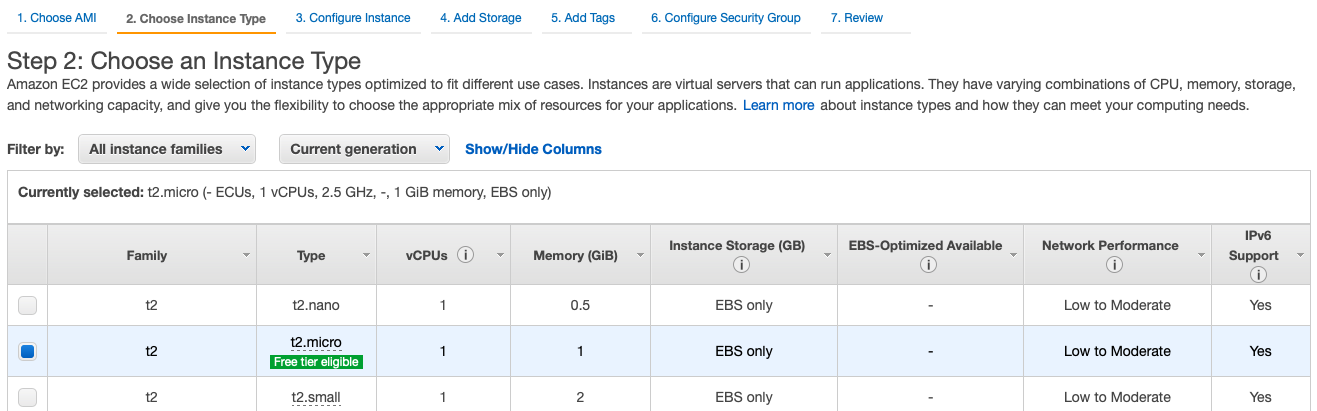 1. Choose AMI 2. Choose Instance Type 3. Configure Instance 4. Add Storage 5. Add Tags 6. Configure Security Group 7. Review
Step 2: Choose an Instance Type
Amazon EC2 provides a wide selection of instance types optimized to fit different use cases. Instances are virtual servers that can run applications. They have varying combinations of CPU, memory, storage,
and networking capacity, and give you the flexibility to choose the appropriate mix of resources for your applications. Learn more about instance types and how they can meet your computing needs.
Filter by: All instance families Current generation Show/Hide Columns
Currently selected: t2.micro (- ECUs, 1 vCPUs, 2.5 GHz, -, 1 GiB memory, EBS only)
Family Type vCPUs i Memory (GiB) Instance Storage (GB) i EBS-Optimized Available i Network Performance i IPv6 Support i
t2 t2.nano 1 0.5 EBS only - Low to Moderate Yes
t2 t2.micro 1 1 EBS only - Low to Moderate Yes
Free tier eligible
t2 t2.small 1 2 EBS only - Low to Moderate Yes